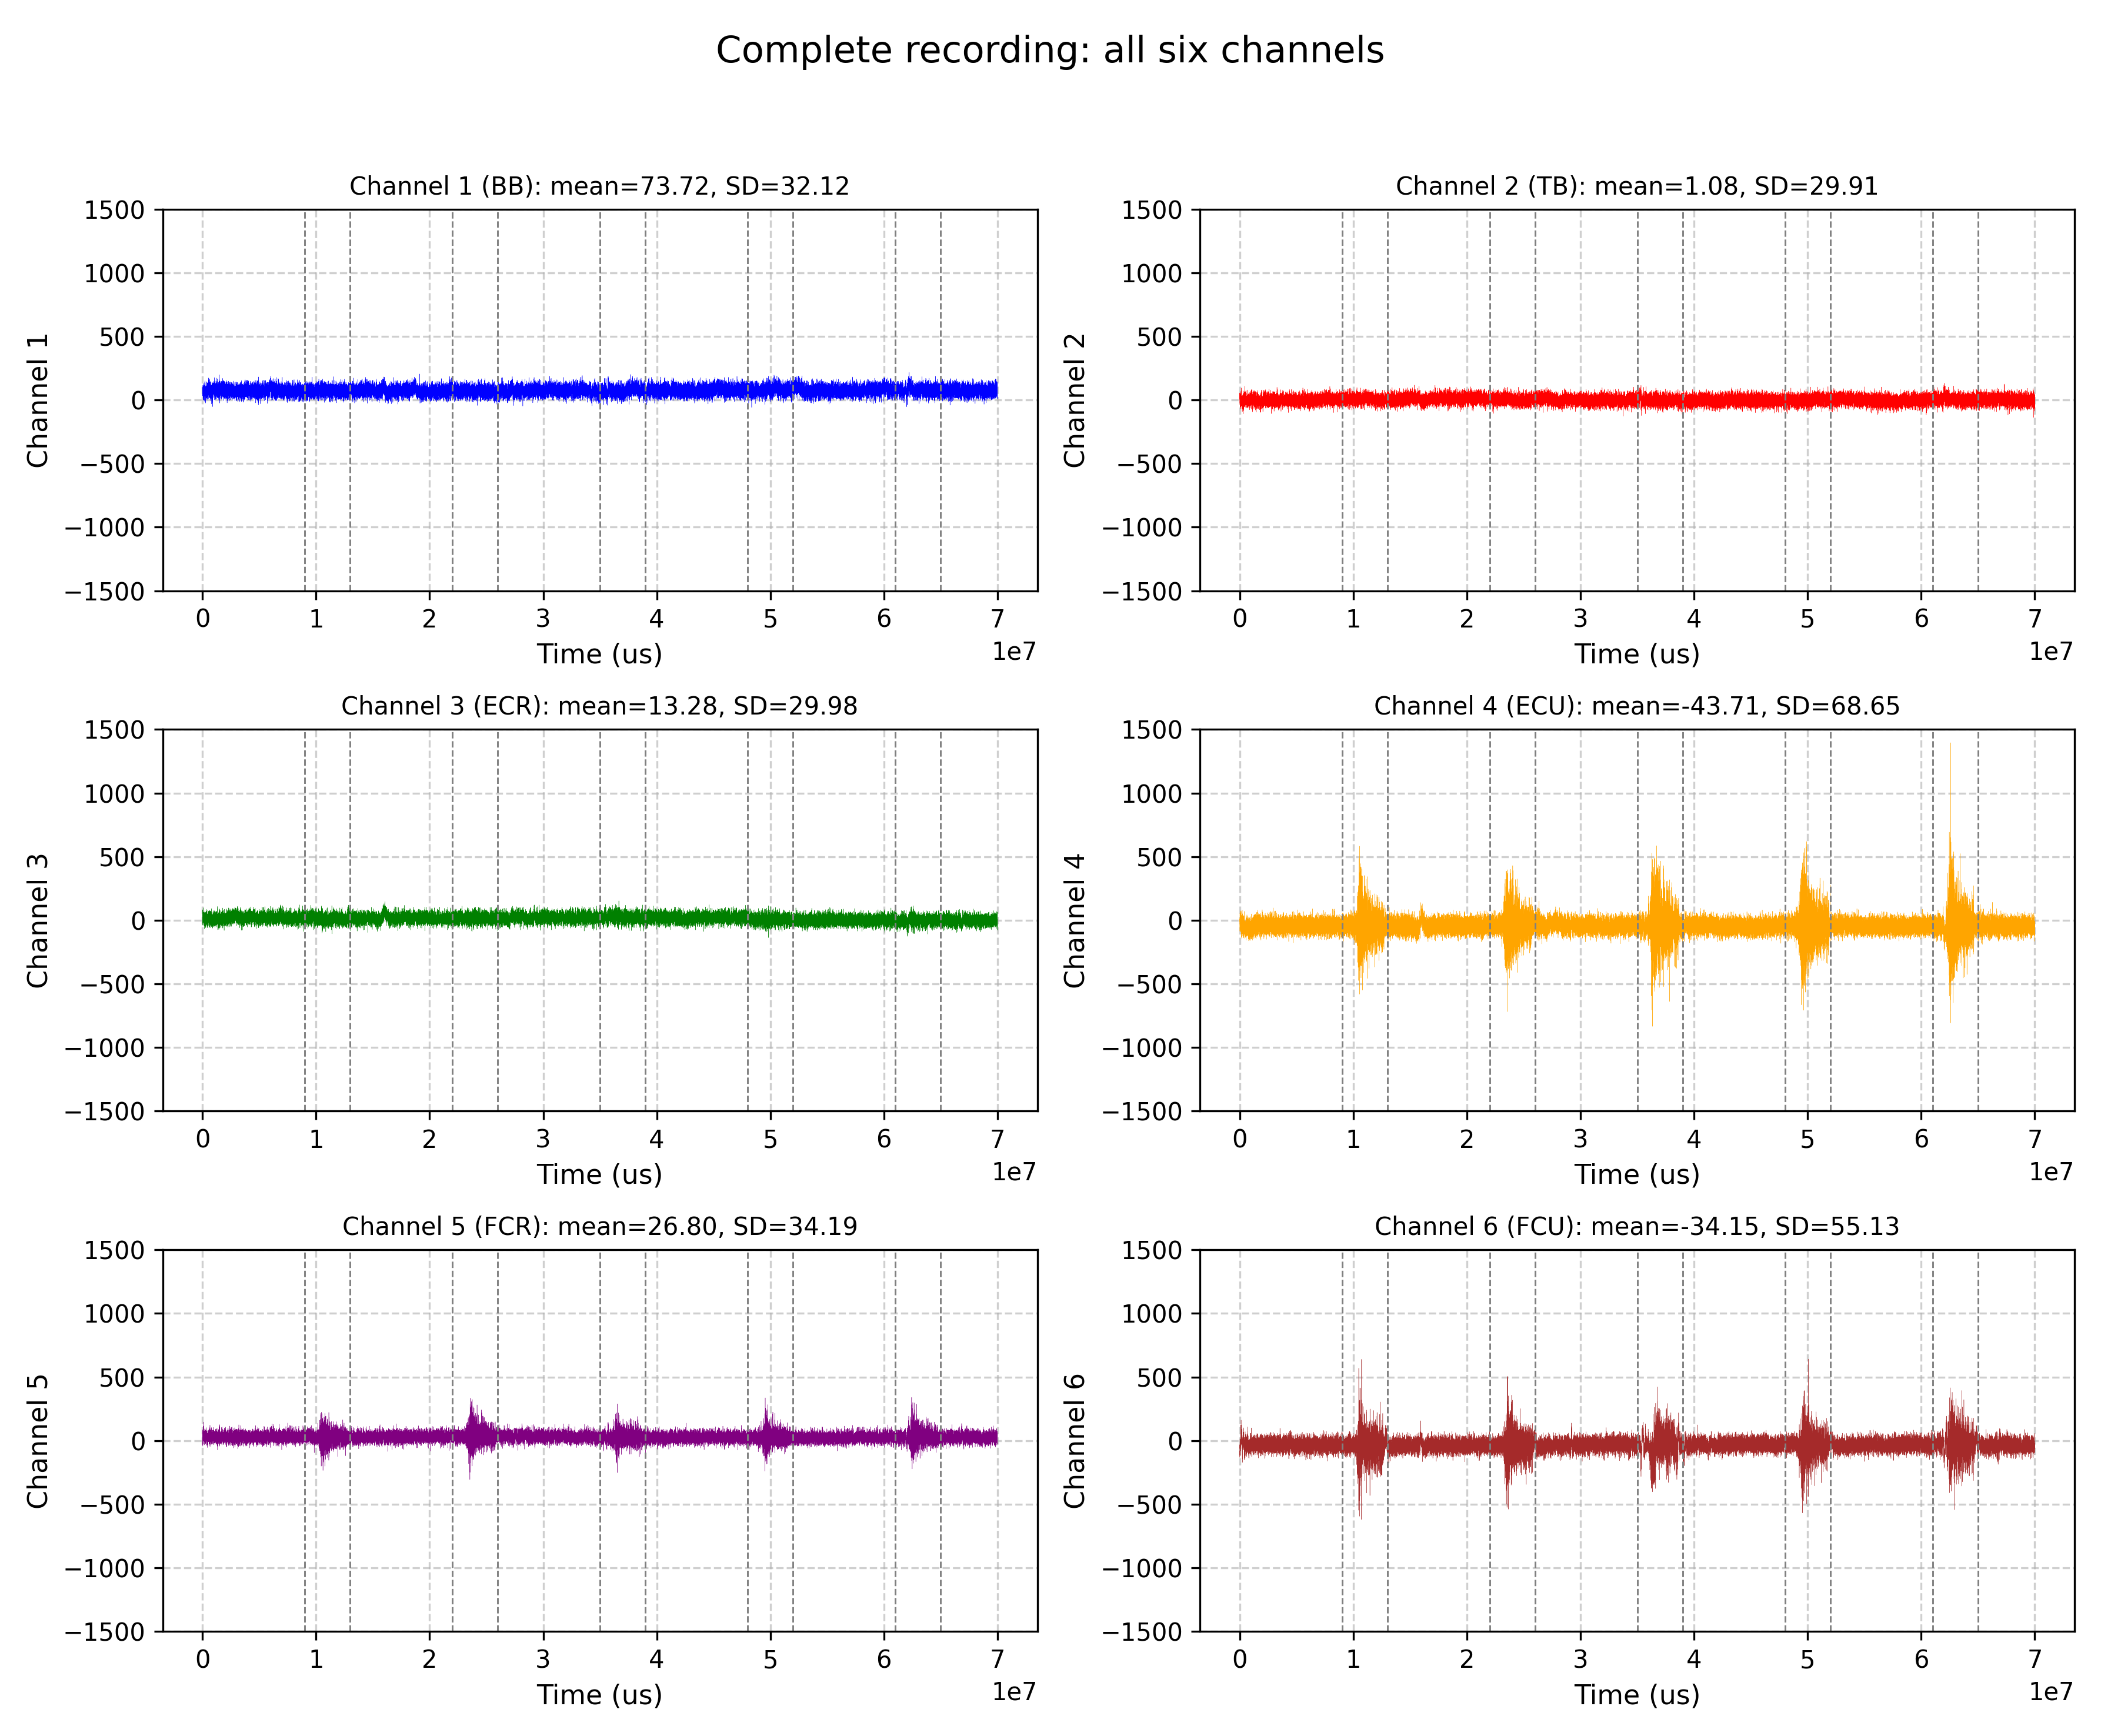 Complete recording: all six channels
Channel 1 (BB): mean=73.72, SD=32.12
1500
1000
500
0
−500
−1000
−1500
Channel 1
0 1 2 3 4 5 6 7
1e7
Time (us)
Channel 2 (TB): mean=1.08, SD=29.91
1500
1000
500
0
−500
−1000
−1500
Channel 2
0 1 2 3 4 5 6 7
1e7
Time (us)
Channel 3 (ECR): mean=13.28, SD=29.98
1500
1000
500
0
−500
−1000
−1500
Channel 3
0 1 2 3 4 5 6 7
1e7
Time (us)
Channel 4 (ECU): mean=-43.71, SD=68.65
1500
1000
500
0
−500
−1000
−1500
Channel 4
0 1 2 3 4 5 6 7
1e7
Time (us)
Channel 5 (FCR): mean=26.80, SD=34.19
1500
1000
500
0
−500
−1000
−1500
Channel 5
0 1 2 3 4 5 6 7
1e7
Time (us)
Channel 6 (FCU): mean=-34.15, SD=55.13
1500
1000
500
0
−500
−1000
−1500
Channel 6
0 1 2 3 4 5 6 7
1e7
Time (us)